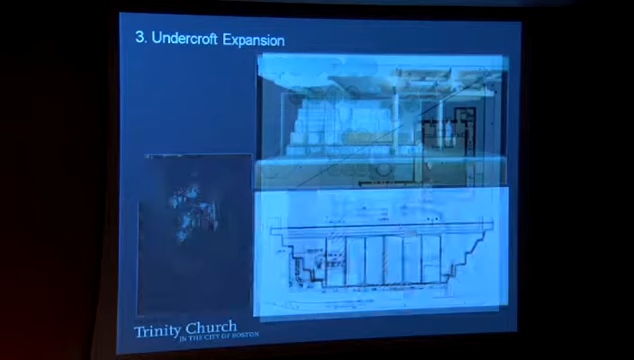 3. Undercroft Expansion
Trinity Church
IN THE CITY OF BOSTON